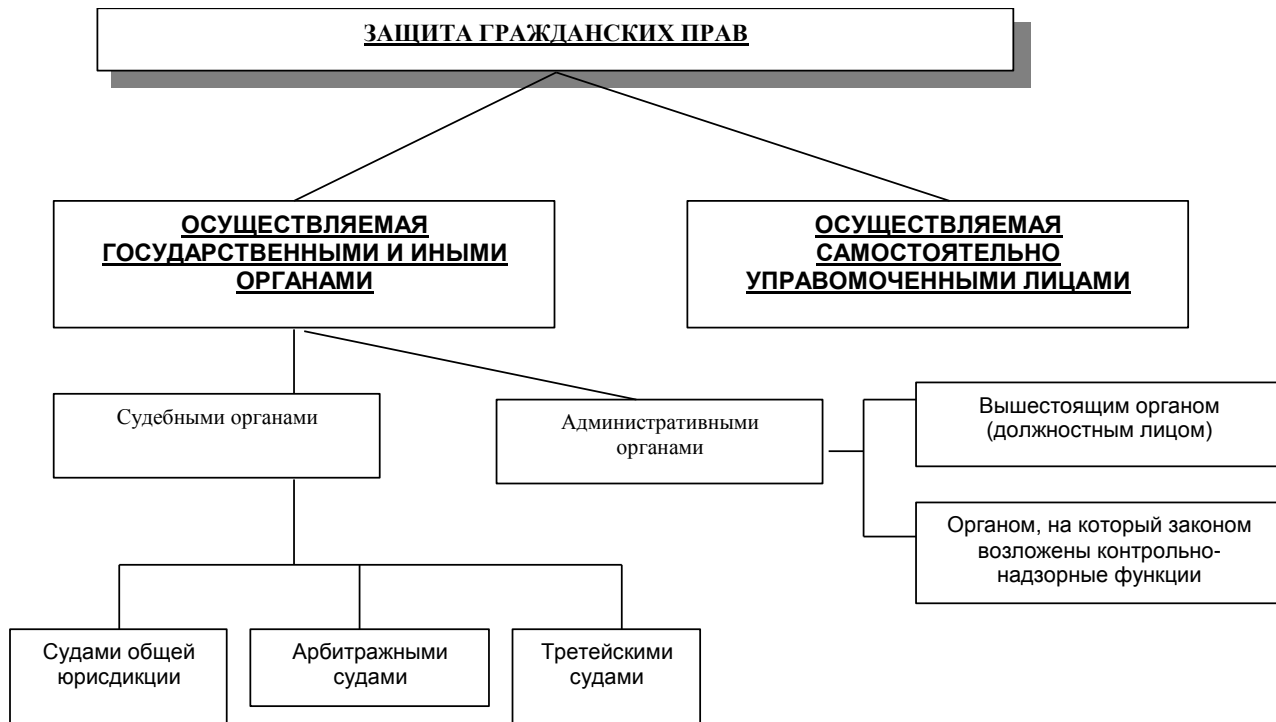 ЗАЩИТА ГРАЖДАНСКИХ ПРАВ
ОСУЩЕСТВЛЯЕМАЯ
ГОСУДАРСТВЕННЫМИ И ИНЫМИ
ОРГАНАМИ
ОСУЩЕСТВЛЯЕМАЯ
САМОСТОЯТЕЛЬНО
УПРАВОМОЧЕННЫМИ ЛИЦАМИ
Судебными органами
Административными
органами
Вышестоящим органом
(должностным лицом)
Органом, на который законом
возложены контрольно-
надзорные функции
Судами общей
юрисдикции
Арбитражными
судами
Третейскими
судами